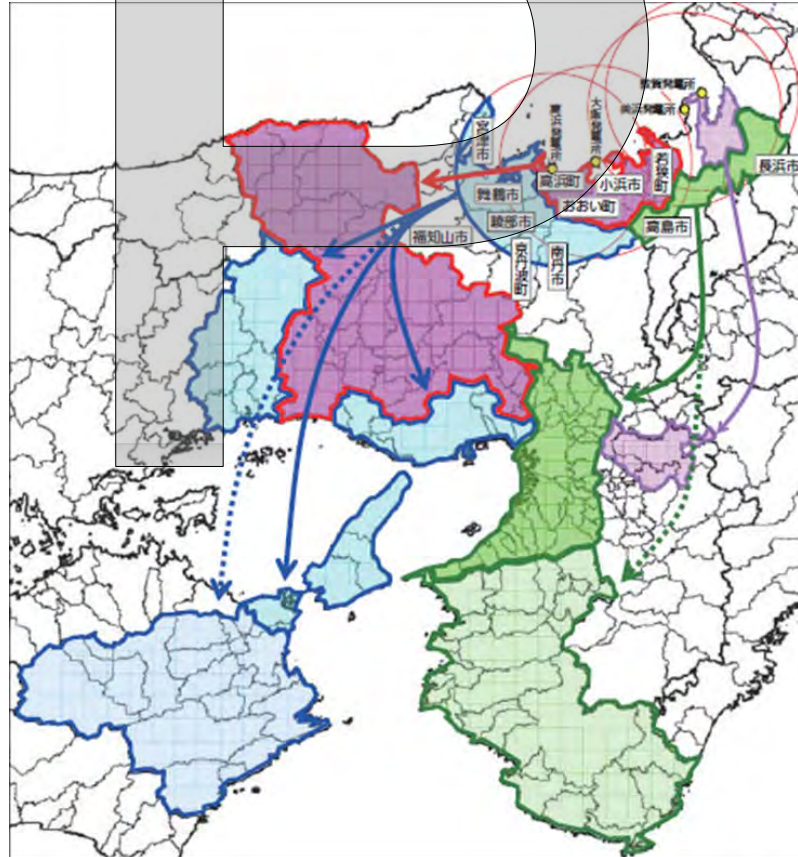 敦賀発電所
美浜発電所
大飯発電所
高浜発電所
宮津市
若狭町
長浜市
高浜町
小浜市
舞鶴市
おおい町
綾部市
高島市
福知山市
京丹波町
南丹市